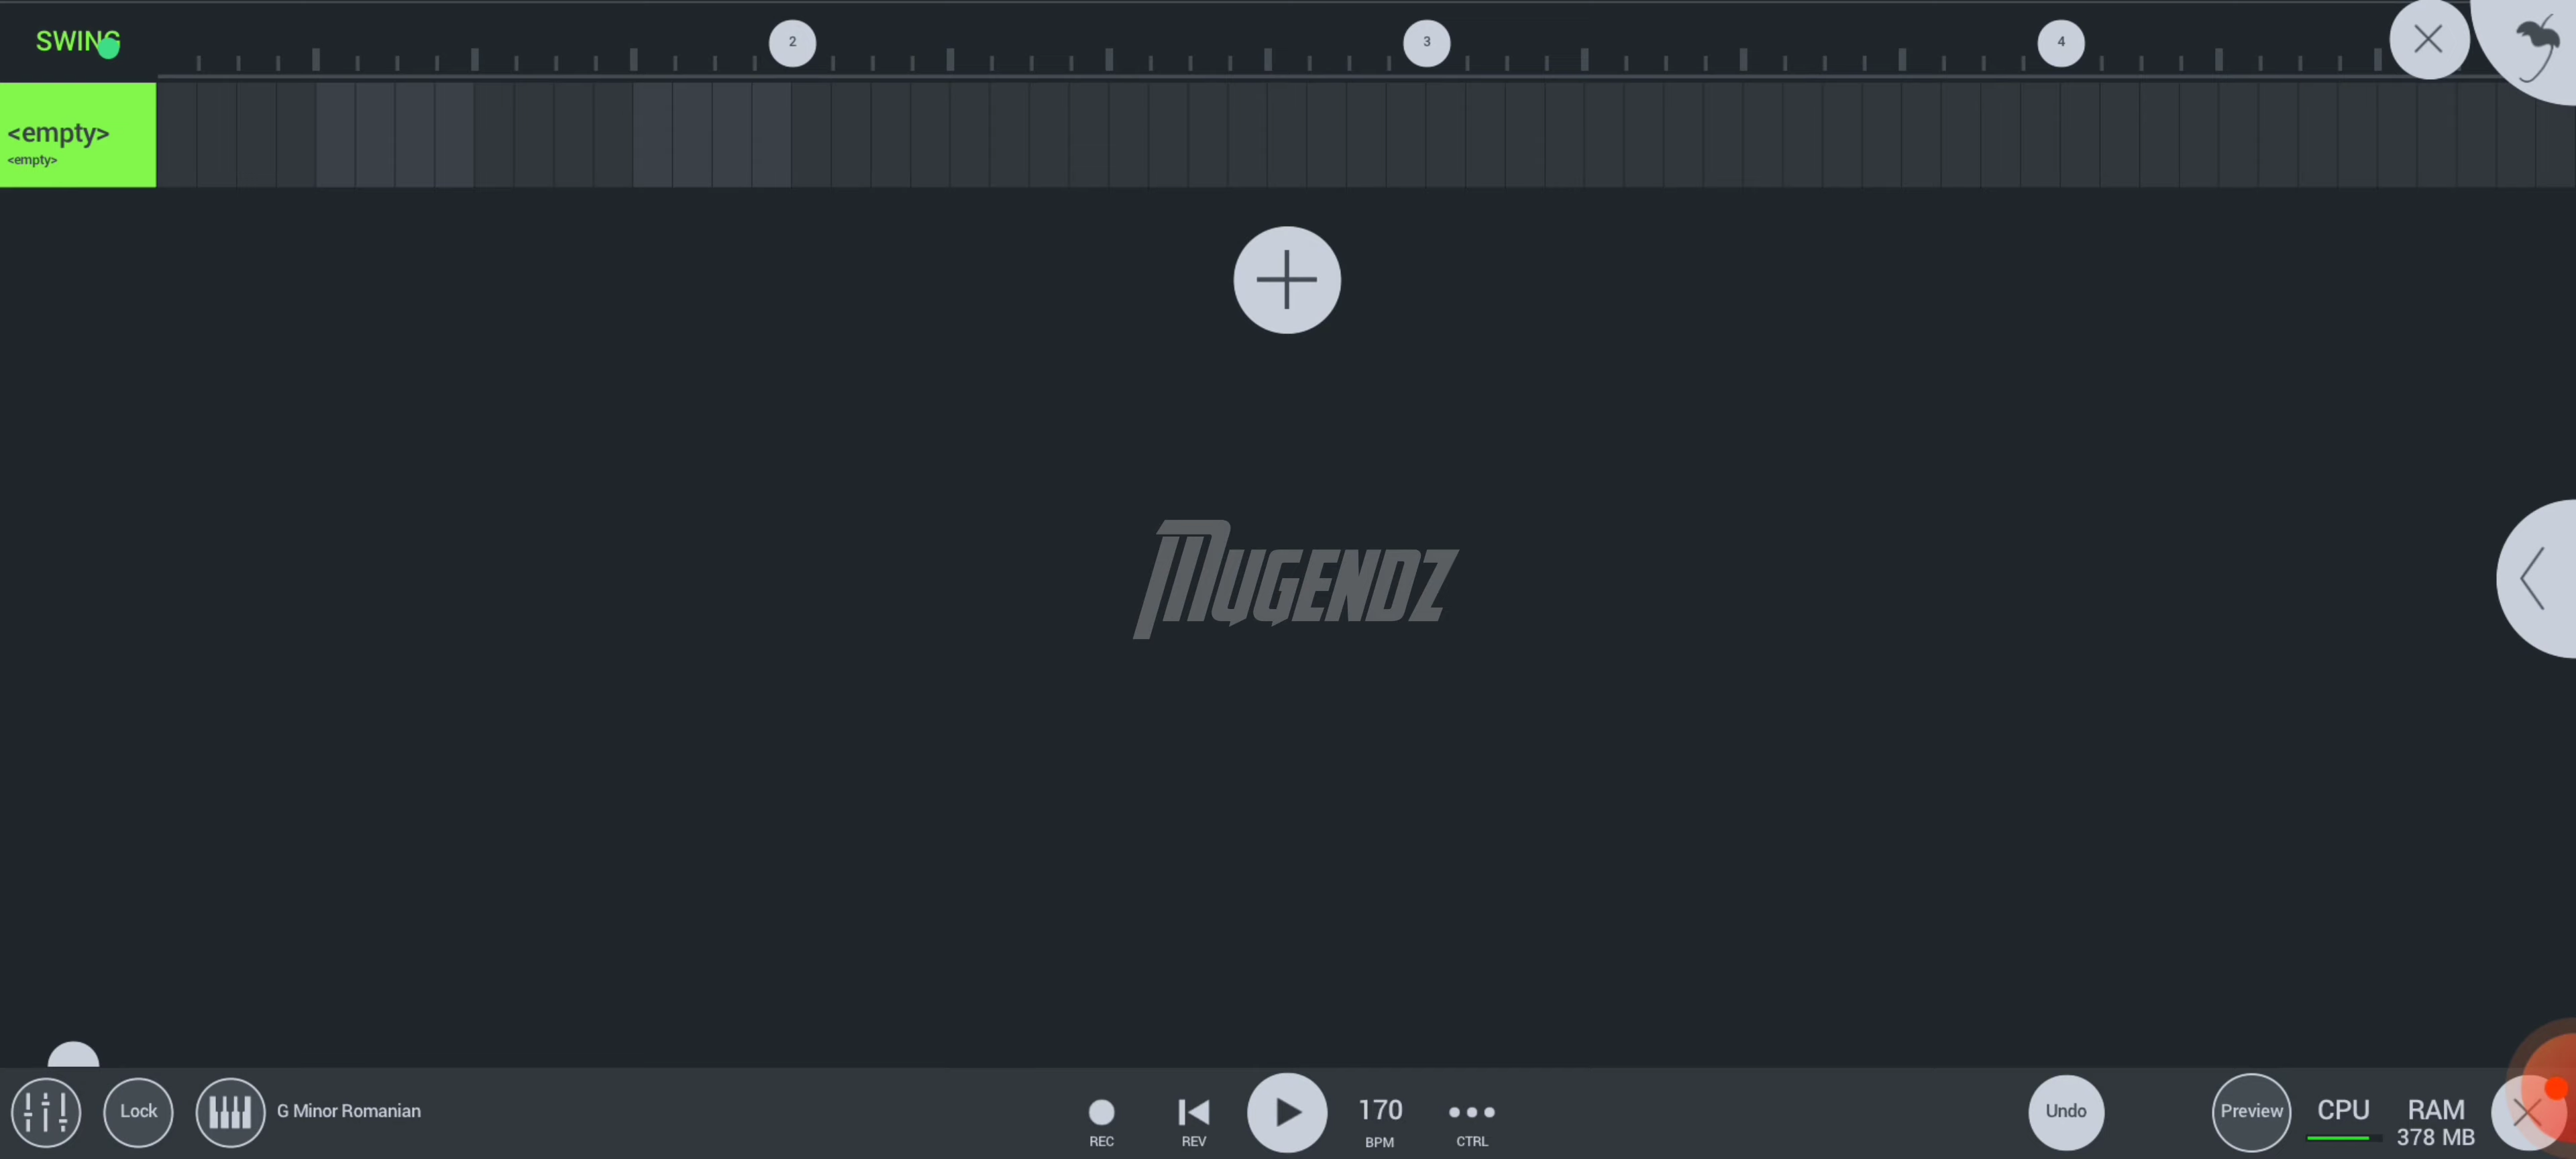 SWING
2
3
4
<empty>
<empty>
MUGENDZ
Lock
G Minor Romanian
REC
REV
170
BPM
CTRL
Undo
Preview
CPU
RAM
378 MB